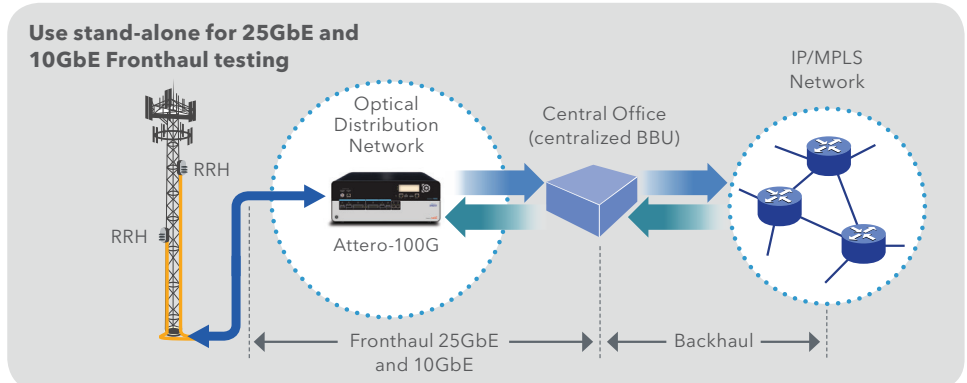 Use stand-alone for 25GbE and
10GbE Fronthaul testing
IP/MPLS
Network
Optical
Distribution
Network
Central Office
(centralized BBU)
RRH
RRH
Attero-100G
Fronthaul 25GbE
and 10GbE
Backhaul